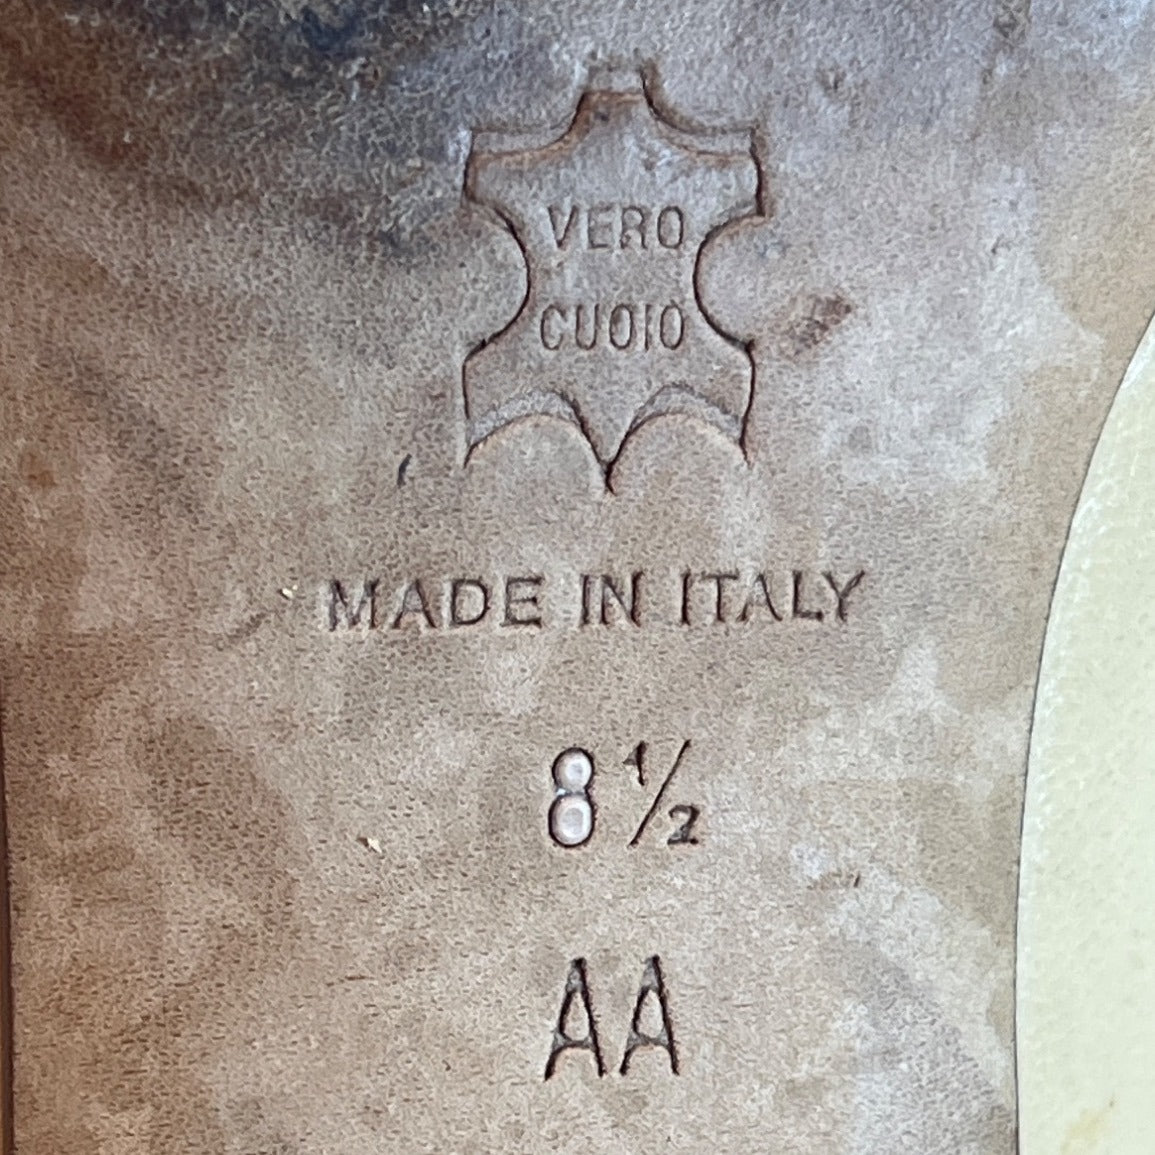 VERO
CUOIO
MADE IN ITALY
8 1/2
AA